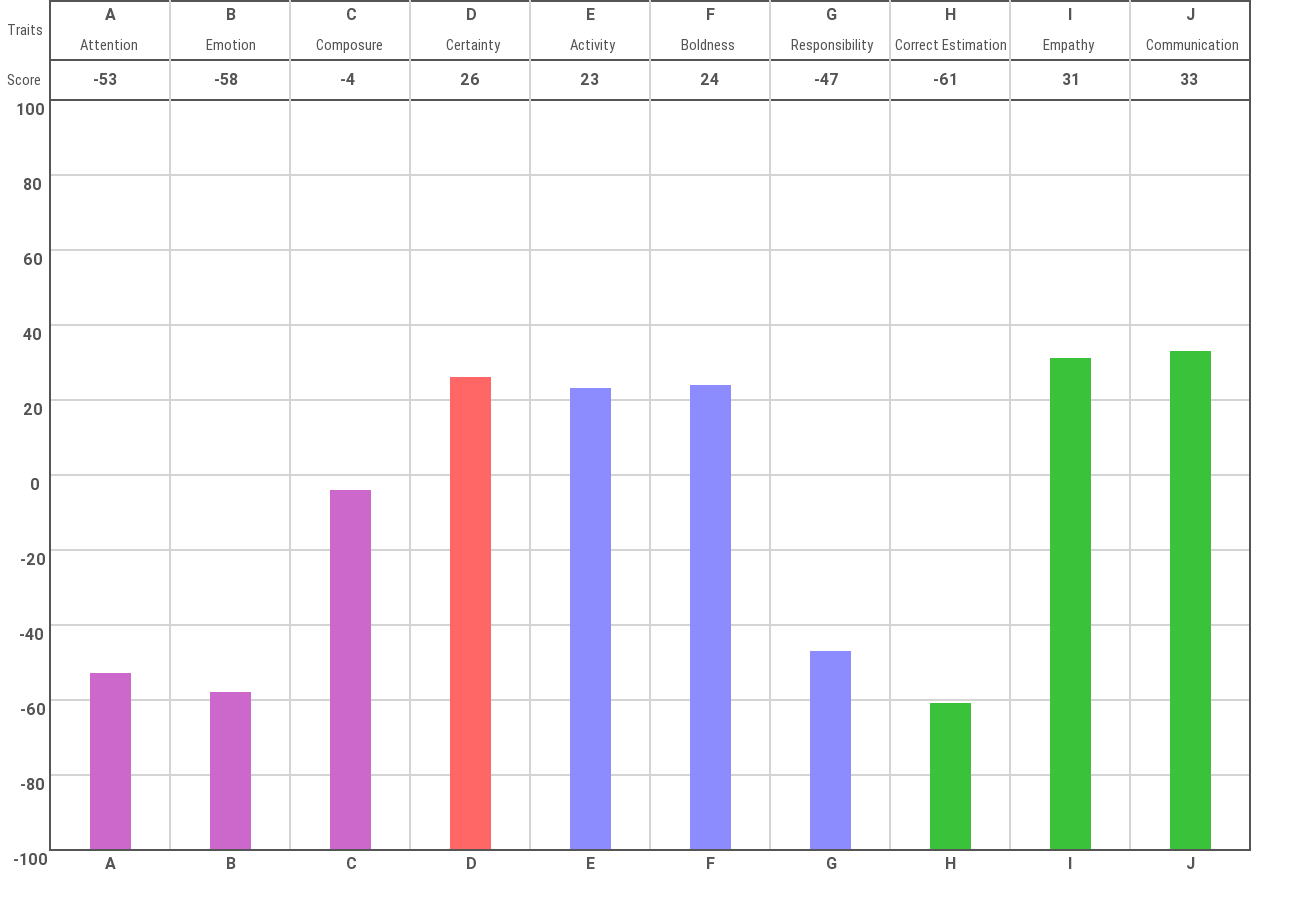 A B C D E F G H I J
Traits
Attention Emotion Composure Certainty Activity Boldness Responsibility Correct Estimation Empathy Communication
Score -53 -58 -4 26 23 24 -47 -61 31 33
100
80
60
40
20
0
-20
-40
-60
-80
-100
A B C D E F G H I J